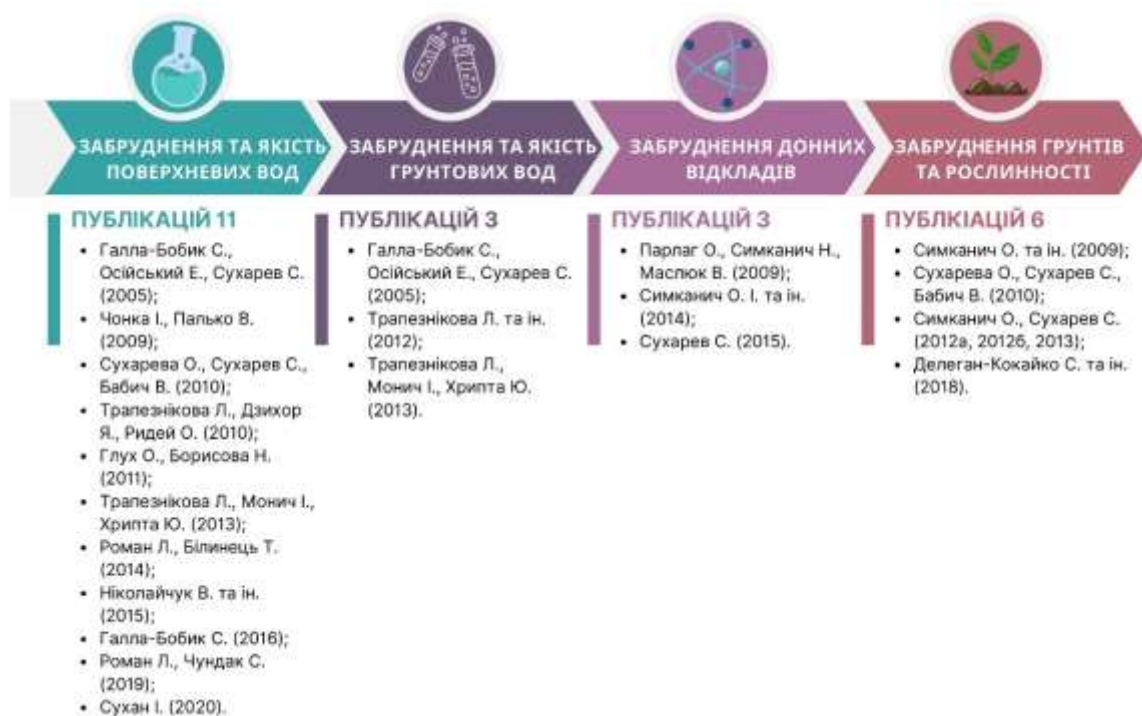 ЗАБРУДНЕННЯ ТА ЯКІСТЬ
ПОВЕРХНЕВИХ ВОД
ПУБЛІКАЦІЙ 11
• Галла-Бобик С.,
Осійський Е., Сухарев С.
(2005);
• Чонка І., Палько В.
(2009);
• Сухарева О., Сухарев С.,
Бабич В. (2010);
• Трапезнікова Л., Дзихор
Я., Ридей О. (2010);
• Глух О., Борисова Н.
(2011);
• Трапезнікова Л., Монич І.,
Хрипта Ю. (2013);
• Роман Л., Білинець Т.
(2014);
• Ніколайчук В. та ін.
(2015);
• Галла-Бобик С. (2016);
• Роман Л., Чундак С.
(2019);
• Сухан І. (2020).
ЗАБРУДНЕННЯ ТА ЯКІСТЬ
ГРУНТОВИХ ВОД
ПУБЛІКАЦІЙ 3
• Галла-Бобик С.,
Осійський Е., Сухарев С.
(2005);
• Трапезнікова Л. та ін.
(2012);
• Трапезнікова Л.,
Монич І., Хрипта Ю.
(2013).
ЗАБРУДНЕННЯ ДОННИХ
ВІДКЛАДІВ
ПУБЛІКАЦІЙ 3
• Парлаг О., Симканич Н.,
Маслюк В. (2009);
• Симканич О. І. та ін.
(2014);
• Сухарев С. (2015).
ЗАБРУДНЕННЯ ГРУНТІВ
ТА РОСЛИННОСТІ
ПУБЛКІАЦІЙ 6
• Симканич О. та ін. (2009);
• Сухарева О., Сухарев С.,
Бабич В. (2010);
• Симканич О., Сухарев С.
(2012а, 2012б, 2013);
• Делеган-Кокайко С. та ін.
(2018).